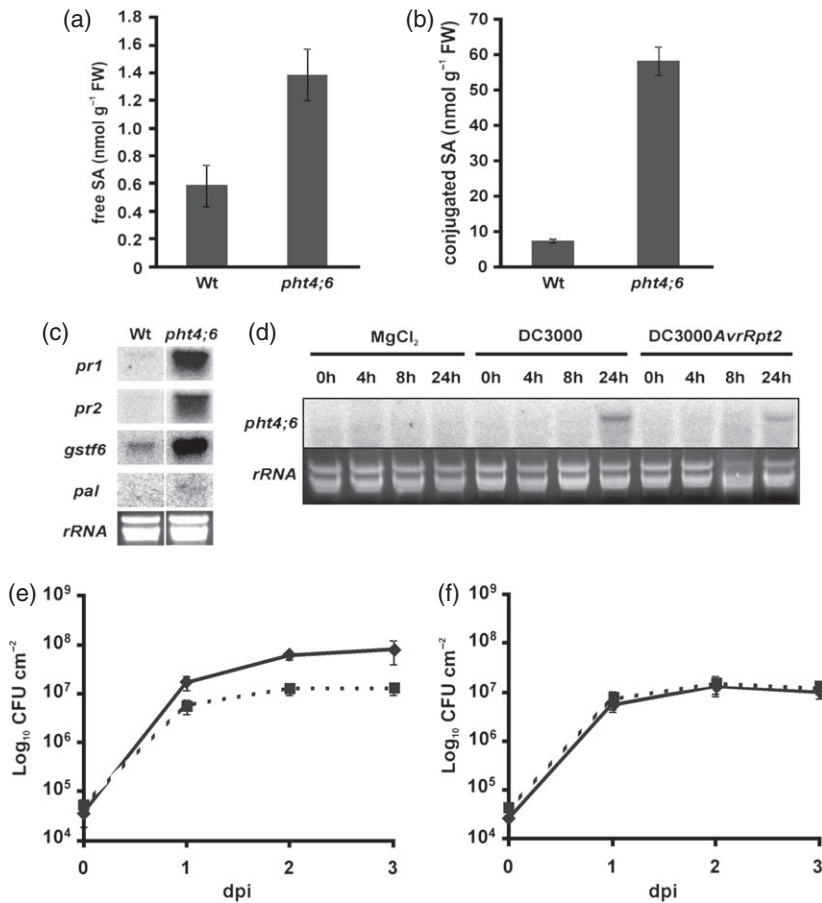 (a)
free SA (nmol g⁻¹ FW)
1.8
1.6
1.4
1.2
1
0.8
0.6
0.4
0.2
0
Wt
pht4;6
(b)
conjugated SA (nmol g⁻¹ FW)
70
60
50
40
30
20
10
0
Wt
pht4;6
(c)
Wt pht4;6
pr1
pr2
gstf6
pal
rRNA
(d)
MgCl₂ DC3000 DC3000AvrRpt2
0h 4h 8h 24h 0h 4h 8h 24h 0h 4h 8h 24h
pht4;6
rRNA
(e)
Log₁₀ CFU cm⁻²
10⁹
10⁸
10⁷
10⁶
10⁵
10⁴
0 1 2 3
dpi
(f)
Log₁₀ CFU cm⁻²
10⁹
10⁸
10⁷
10⁶
10⁵
10⁴
0 1 2 3
dpi